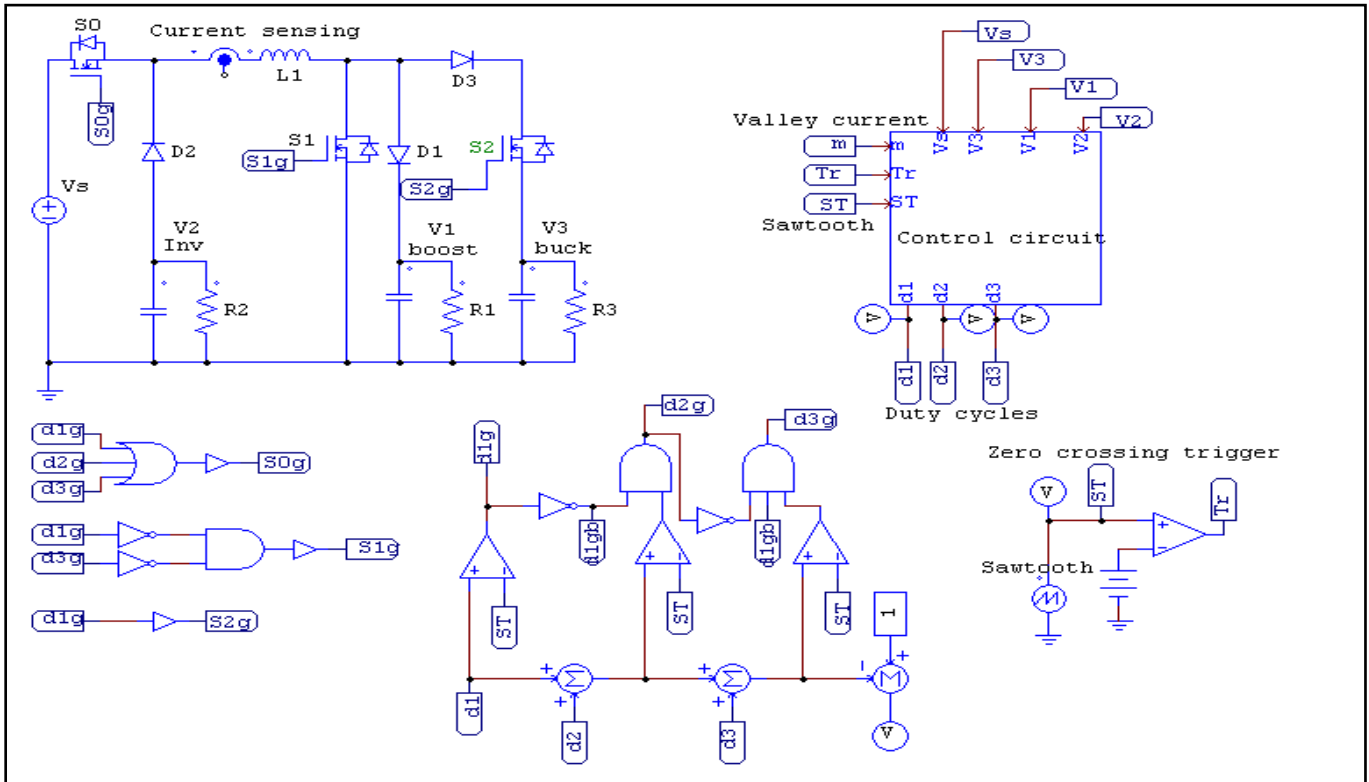 S0
Current sensing
L1
D3
S0g
D2
S1
S1g
D1
S2
S2g
Vs
V2
Inv
V1
boost
V3
buck
R2
R1
R3
Vs
V3
V1
V2
Valley current
m
Tr
ST
Sawtooth
Vs
V3
V1
V2
m
Tr
ST
Control circuit
d1
d2
d3
V
V
V
d1
d2
d3
Duty cycles
d1g
d2g
d3g
S0g
d1g
d3g
S1g
d1g
S2g
d1g
d2g
d3g
d1gb
d1gb
ST
ST
ST
1
d1
d2
d3
Σ
Σ
M
V
Zero crossing trigger
V
ST
Tr
Sawtooth